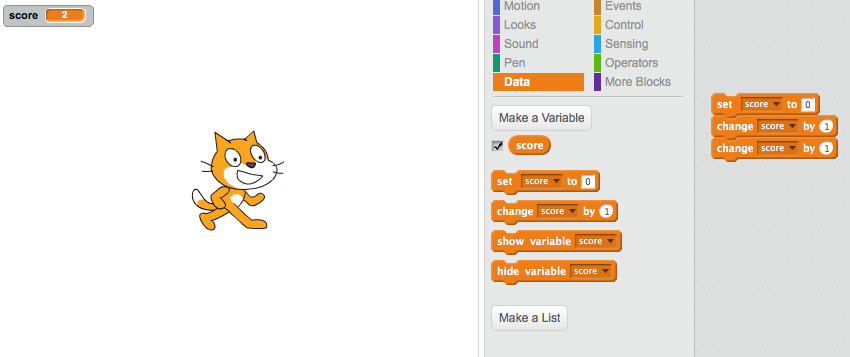 score 2
Motion
Looks
Sound
Pen
Data
Events
Control
Sensing
Operators
More Blocks
Make a Variable
score
set score to 0
change score by 1
show variable score
hide variable score
Make a List
set score to 0
change score by 1
change score by 1